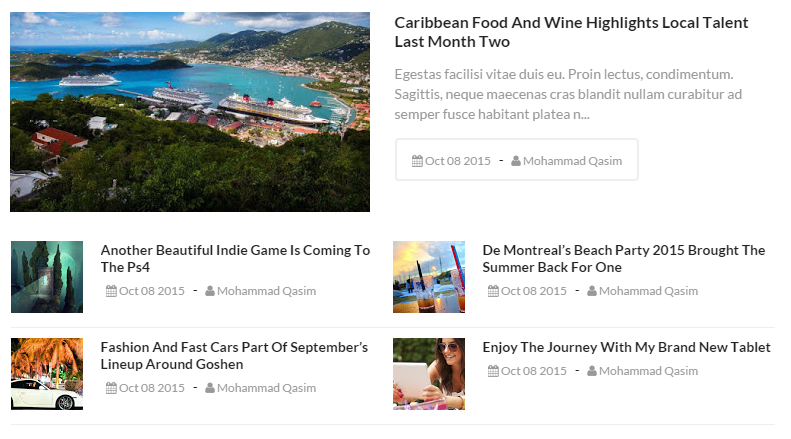 Caribbean Food And Wine Highlights Local Talent
Last Month Two
Egestas facilisi vitae duis eu. Proin lectus, condimentum.
Sagittis, neque maecenas cras blandit nullam curabitur ad
semper fusce habitant platea n...
Oct 08 2015 - Mohammad Qasim
Another Beautiful Indie Game Is Coming To
The Ps4
Oct 08 2015 - Mohammad Qasim
De Montreal’s Beach Party 2015 Brought The
Summer Back For One
Oct 08 2015 - Mohammad Qasim
Fashion And Fast Cars Part Of September’s
Lineup Around Goshen
Oct 08 2015 - Mohammad Qasim
Enjoy The Journey With My Brand New Tablet
Oct 08 2015 - Mohammad Qasim